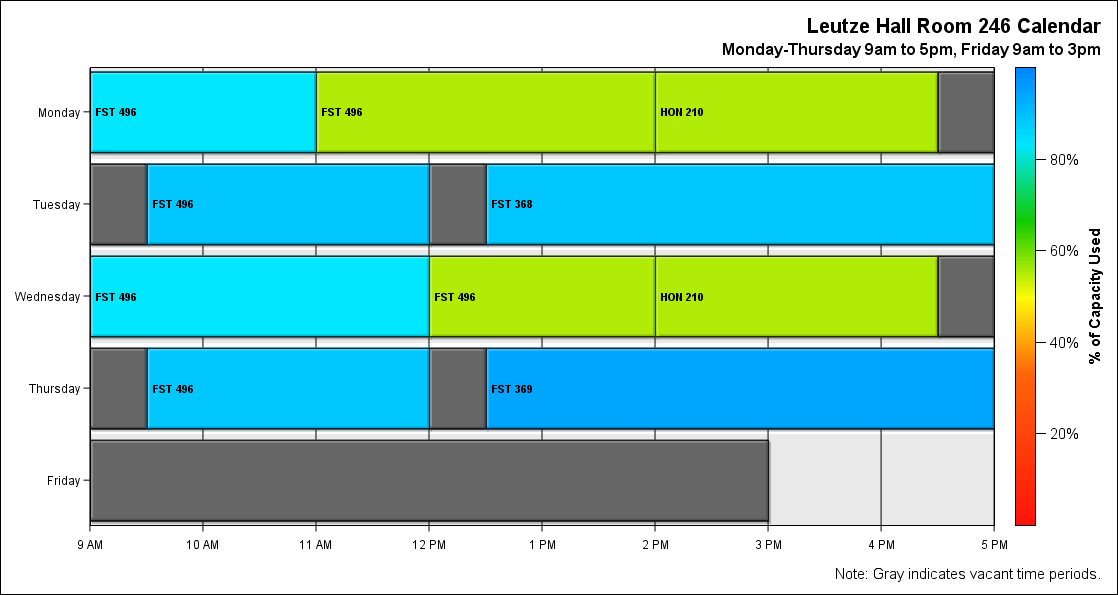 Leutze Hall Room 246 Calendar
Monday-Thursday 9am to 5pm, Friday 9am to 3pm
Monday
FST 496
FST 496
HON 210
Tuesday
FST 496
FST 368
Wednesday
FST 496
FST 496
HON 210
Thursday
FST 496
FST 369
Friday
9 AM
10 AM
11 AM
12 PM
1 PM
2 PM
3 PM
4 PM
5 PM
80%
60%
40%
20%
% of Capacity Used
Note: Gray indicates vacant time periods.